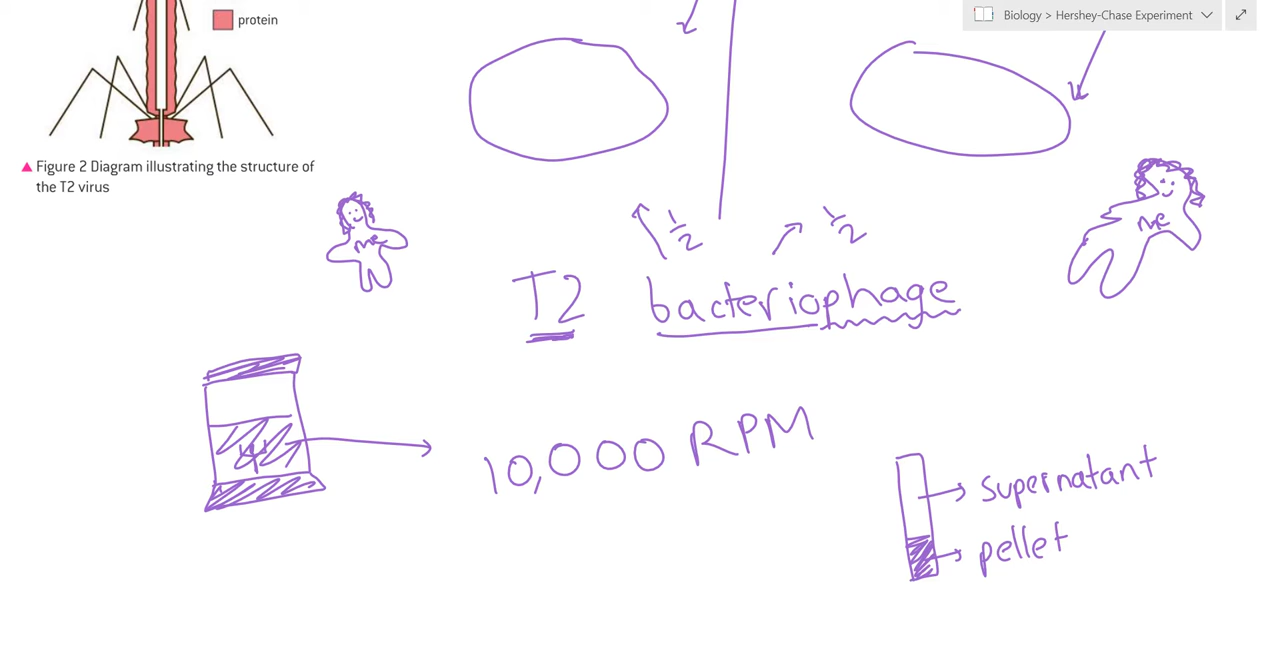 protein
Biology > Hershey-Chase Experiment
▲ Figure 2 Diagram illustrating the structure of
the T2 virus
me
me
1/2
1/2
T2 bacteriophage
10,000 RPM
supernatant
pellet